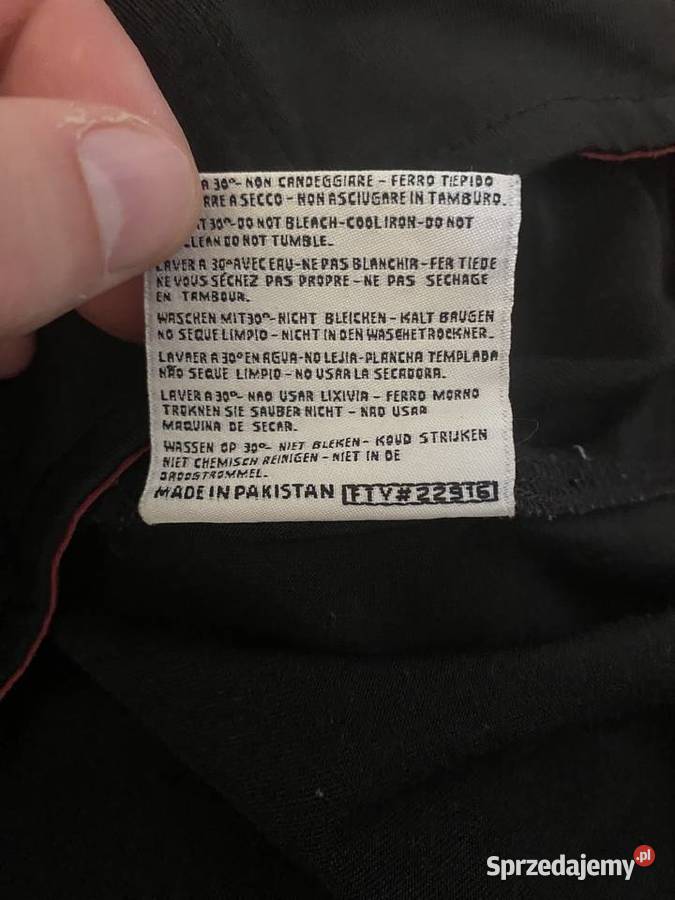 A 30°- NON CANDEGGIARE - FERRO TIEPIDO
RRE A SECCO - NON ASCIUGARE IN TAMBURO.
IT 30°-DO NOT BLEACH-COOL IRON-DO NOT
LEAN DO NOT TUMBLE.
LAVER A 30° AVEC EAU-NE PAS BLANCHIR-FER TIEDE
NE VOUS SÉCHEZ PAS PROPRE - NE PAS SECHAGE
EN TAMBOUR.
WASCHEN MIT 30°-NICHT BLEICHEN - KALT BAUGEN
NO SEQUE LIMPIO - NICHT IN DEN WASCHETROCKNER.
LAVAER A 30° EN AGUA-NO LEJIA-PLANCHA TEMPLADA
NÃO SEQUE LIMPIO - NO USAR LA SECADORA.
LAVER A 30°- NAO USAR LIXIVIA - FERRO MORNO
TROKNEN SIE SAUBER NICHT - NAO USAR
MAQUINA DE SECAR.
WASSEN OP 30°- NIET BLEKEN- KOUD STRIJKEN
NIET CHEMISCH REINIGEN - NIET IN DE
DROOGTROMMEL.
MADE IN PAKISTAN FTY#22916
Sprzedajemy.pl